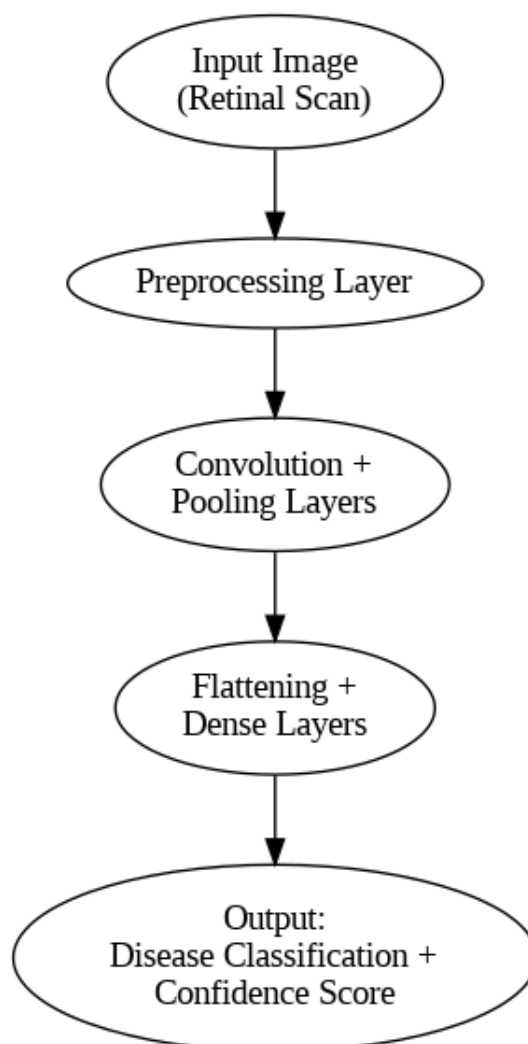 Input Image
(Retinal Scan)
Preprocessing Layer
Convolution +
Pooling Layers
Flattening +
Dense Layers
Output:
Disease Classification +
Confidence Score